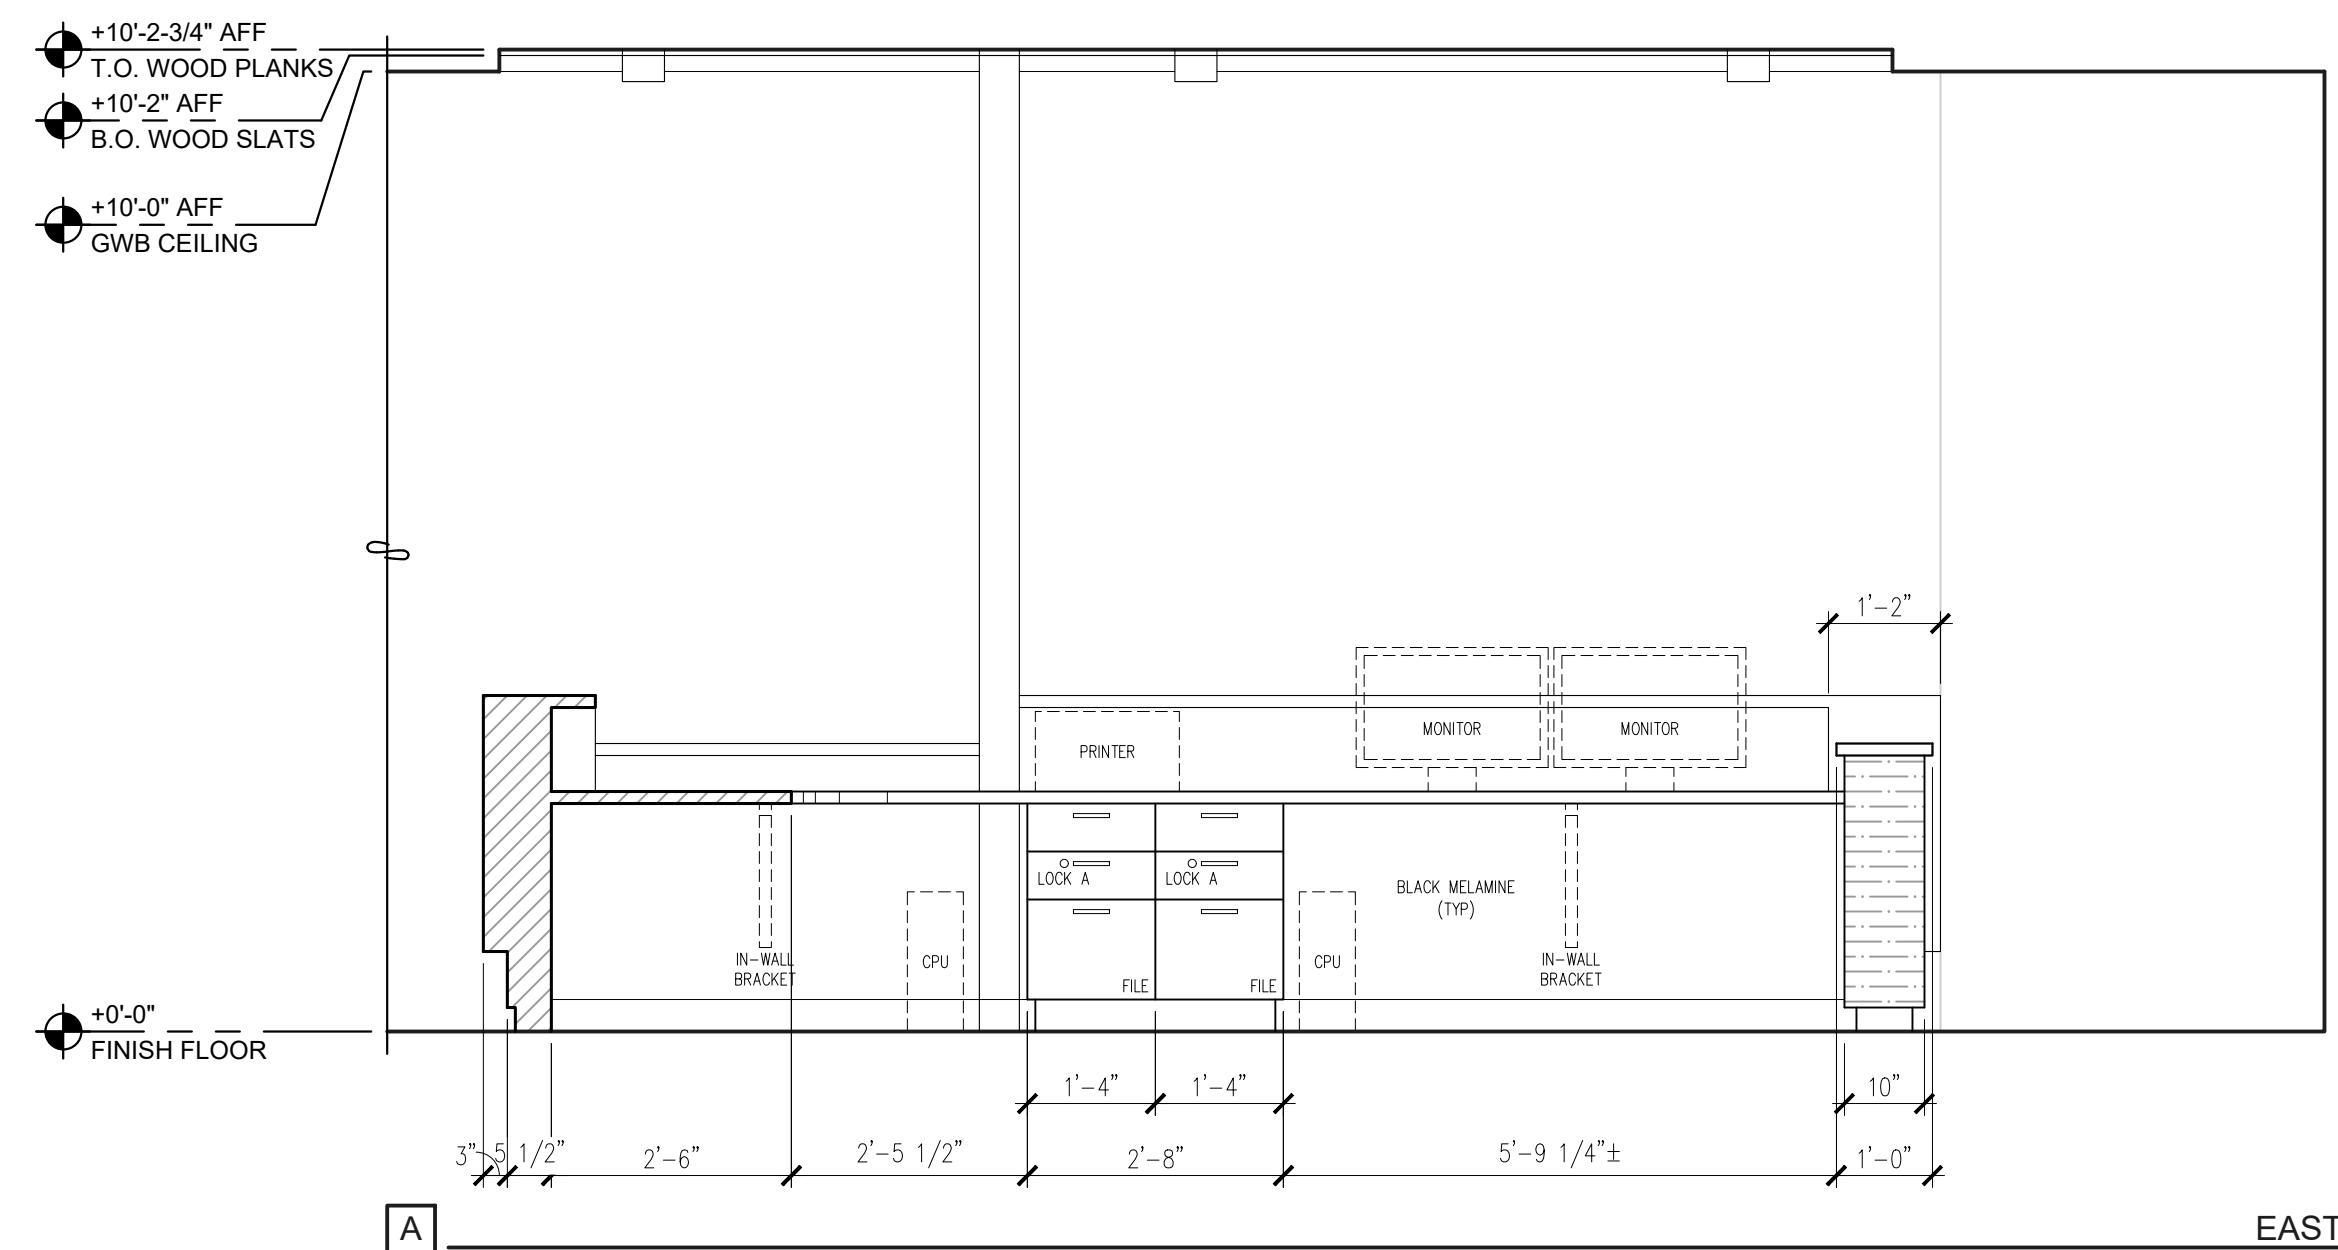 +10'-2-3/4" AFF
T.O. WOOD PLANKS
+10'-2" AFF
B.O. WOOD SLATS
+10'-0" AFF
GWB CEILING
1'-2"
MONITOR
MONITOR
PRINTER
LOCK A
LOCK A
BLACK MELAMINE
(TYP)
IN-WALL
BRACKET
CPU
CPU
IN-WALL
BRACKET
FILE
FILE
+0'-0"
FINISH FLOOR
1'-4"
1'-4"
10"
3"
5 1/2"
2'-6"
2'-5 1/2"
2'-8"
5'-9 1/4"±
1'-0"
A
EAST